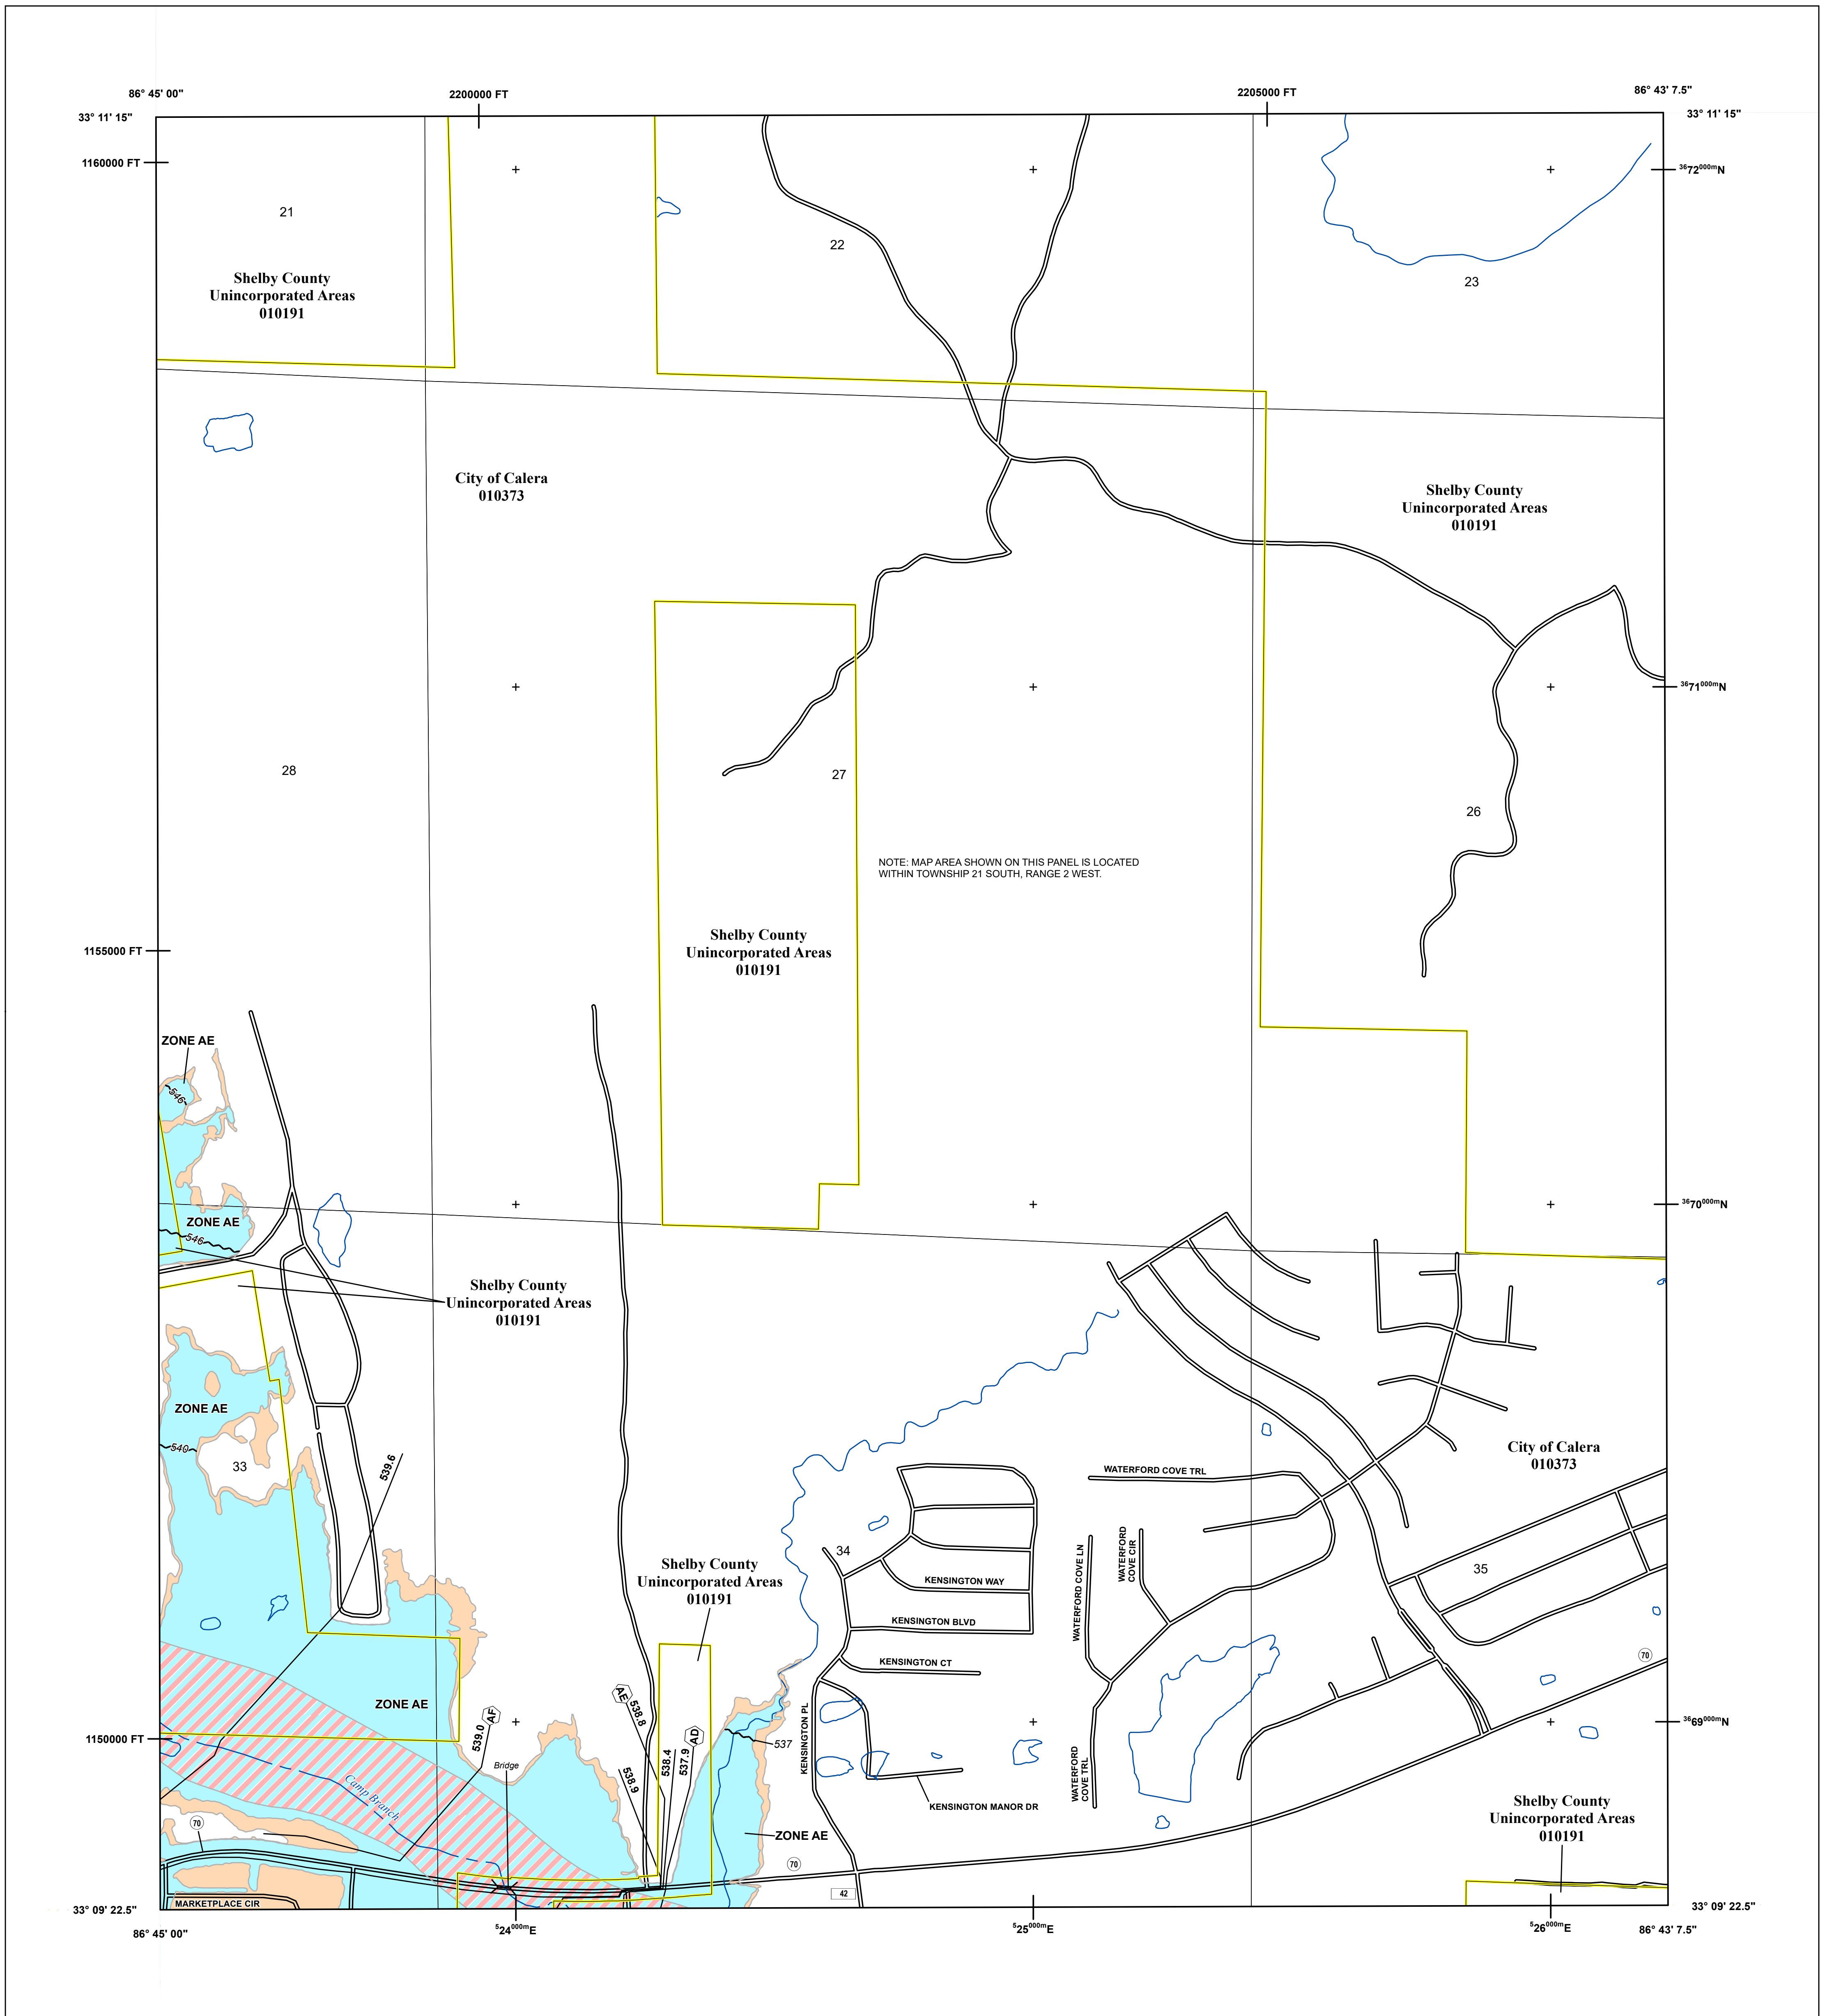 86° 45' 00"
2200000 FT
2205000 FT
86° 43' 7.5"
33° 11' 15"
33° 11' 15"
1160000 FT
3672000mN
21
22
23
Shelby County
Unincorporated Areas
010191
City of Calera
010373
Shelby County
Unincorporated Areas
010191
3671000mN
28
27
26
NOTE: MAP AREA SHOWN ON THIS PANEL IS LOCATED
WITHIN TOWNSHIP 21 SOUTH, RANGE 2 WEST.
Shelby County
Unincorporated Areas
010191
1155000 FT
ZONE AE
546
3670000mN
ZONE AE
546
Shelby County
Unincorporated Areas
010191
ZONE AE
540
33
539.6
City of Calera
010373
WATERFORD COVE TRL
34
35
Shelby County
Unincorporated Areas
010191
KENSINGTON WAY
KENSINGTON BLVD
KENSINGTON CT
WATERFORD COVE LN
WATERFORD
COVE CIR
70
ZONE AE
539.0
AF
AE
538.8
538.4
537.9
AD
538.9
537
KENSINGTON PL
3669000mN
1150000 FT
Bridge
Camp Branch
KENSINGTON MANOR DR
WATERFORD
COVE TRL
Shelby County
Unincorporated Areas
010191
70
ZONE AE
70
42
MARKETPLACE CIR
33° 09' 22.5"
33° 09' 22.5"
86° 45' 00"
524000mE
525000mE
526000mE
86° 43' 7.5"